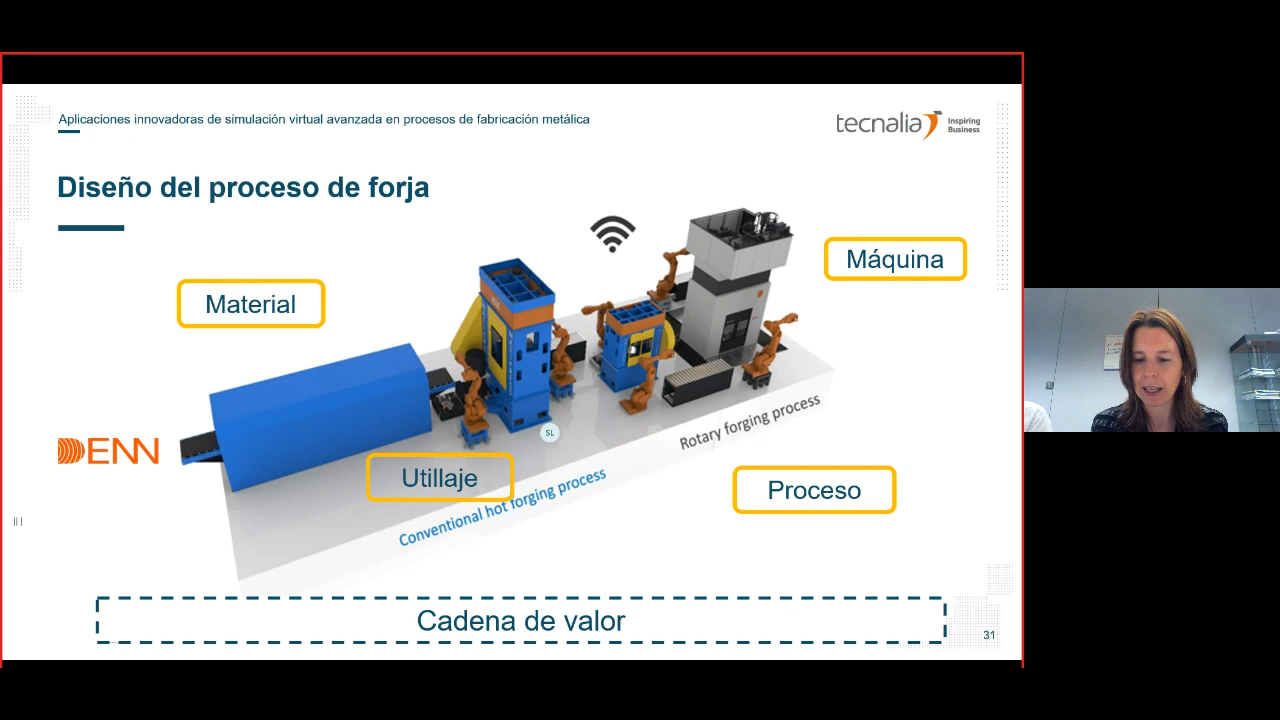 Aplicaciones innovadoras de simulación virtual avanzada en procesos de fabricación metálica
tecnalia Inspiring
Business
Diseño del proceso de forja
Máquina
Material
Rotary forging process
SL
DENN
Utillaje
Proceso
Conventional hot forging process
Cadena de valor
31